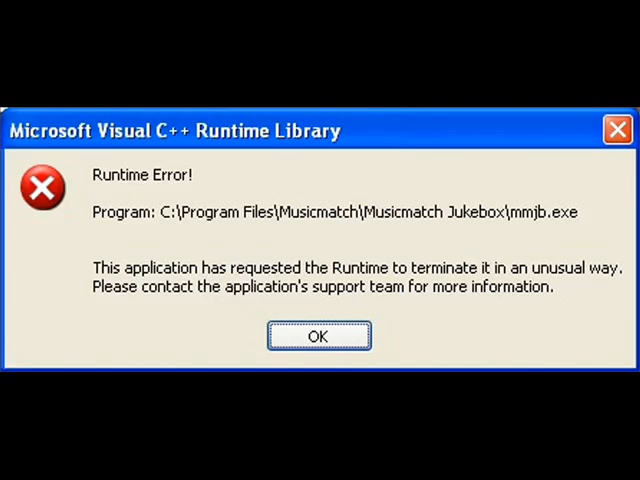 Microsoft Visual C++ Runtime Library
Runtime Error!
Program: C:\Program Files\Musicmatch\Musicmatch Jukebox\mmjb.exe
This application has requested the Runtime to terminate it in an unusual way.
Please contact the application's support team for more information.
OK